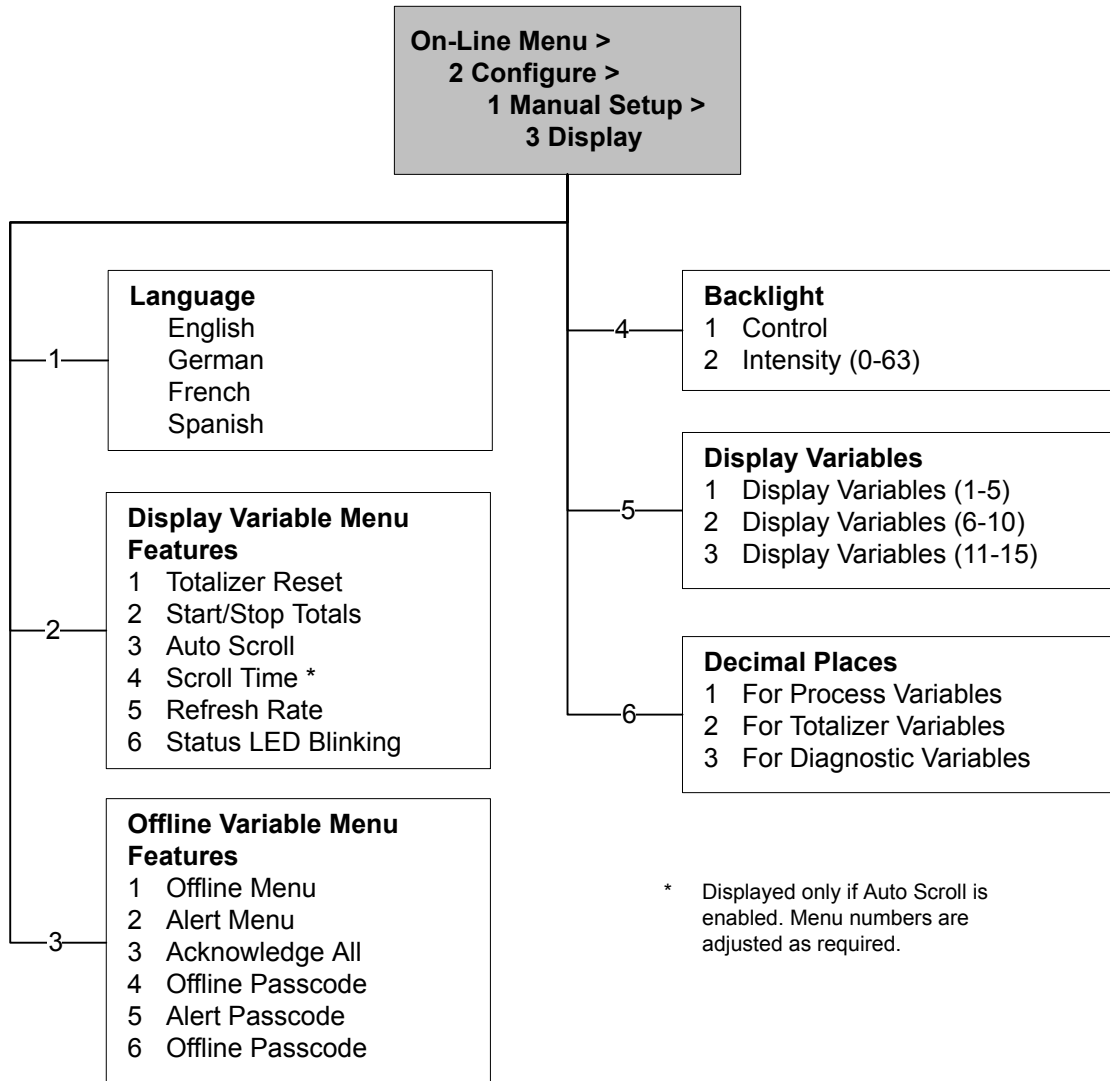 On-Line Menu >
2 Configure >
1 Manual Setup >
3 Display
1
Language
English
German
French
Spanish
2
Display Variable Menu
Features
1 Totalizer Reset
2 Start/Stop Totals
3 Auto Scroll
4 Scroll Time *
5 Refresh Rate
6 Status LED Blinking
3
Offline Variable Menu
Features
1 Offline Menu
2 Alert Menu
3 Acknowledge All
4 Offline Passcode
5 Alert Passcode
6 Offline Passcode
4
Backlight
1 Control
2 Intensity (0-63)
5
Display Variables
1 Display Variables (1-5)
2 Display Variables (6-10)
3 Display Variables (11-15)
6
Decimal Places
1 For Process Variables
2 For Totalizer Variables
3 For Diagnostic Variables
* Displayed only if Auto Scroll is
enabled. Menu numbers are
adjusted as required.